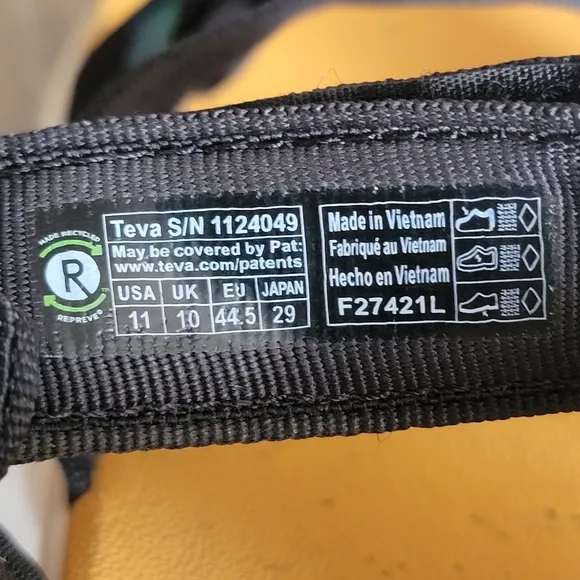 MADE RECYCLED
R
REPREVE®
™
Teva S/N 1124049
May be covered by Pat:
www.teva.com/patents
USA UK EU JAPAN
11 10 44.5 29
Made in Vietnam
Fabriqué au Vietnam
Hecho en Vietnam
F27421L